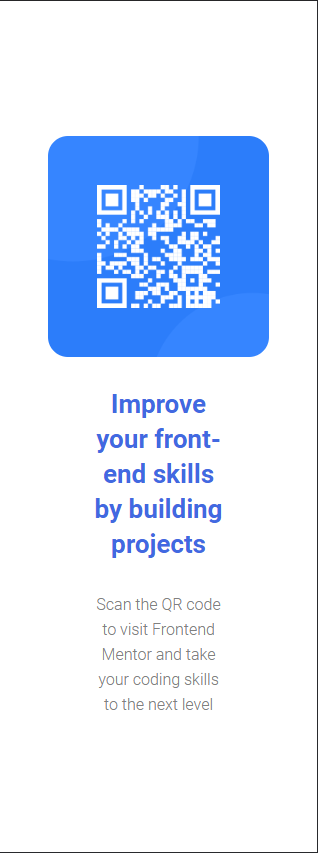 Improve
your front-
end skills
by building
projects
Scan the QR code
to visit Frontend
Mentor and take
your coding skills
to the next level